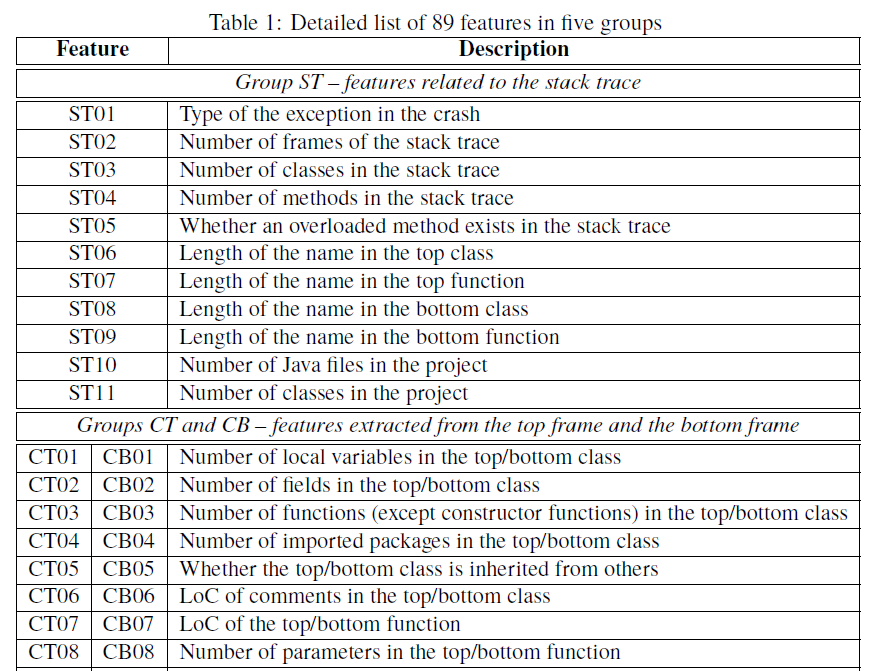 Table 1: Detailed list of 89 features in five groups
Feature Description
Group ST – features related to the stack trace
ST01 Type of the exception in the crash
ST02 Number of frames of the stack trace
ST03 Number of classes in the stack trace
ST04 Number of methods in the stack trace
ST05 Whether an overloaded method exists in the stack trace
ST06 Length of the name in the top class
ST07 Length of the name in the top function
ST08 Length of the name in the bottom class
ST09 Length of the name in the bottom function
ST10 Number of Java files in the project
ST11 Number of classes in the project
Groups CT and CB – features extracted from the top frame and the bottom frame
CT01 CB01 Number of local variables in the top/bottom class
CT02 CB02 Number of fields in the top/bottom class
CT03 CB03 Number of functions (except constructor functions) in the top/bottom class
CT04 CB04 Number of imported packages in the top/bottom class
CT05 CB05 Whether the top/bottom class is inherited from others
CT06 CB06 LoC of comments in the top/bottom class
CT07 CB07 LoC of the top/bottom function
CT08 CB08 Number of parameters in the top/bottom function